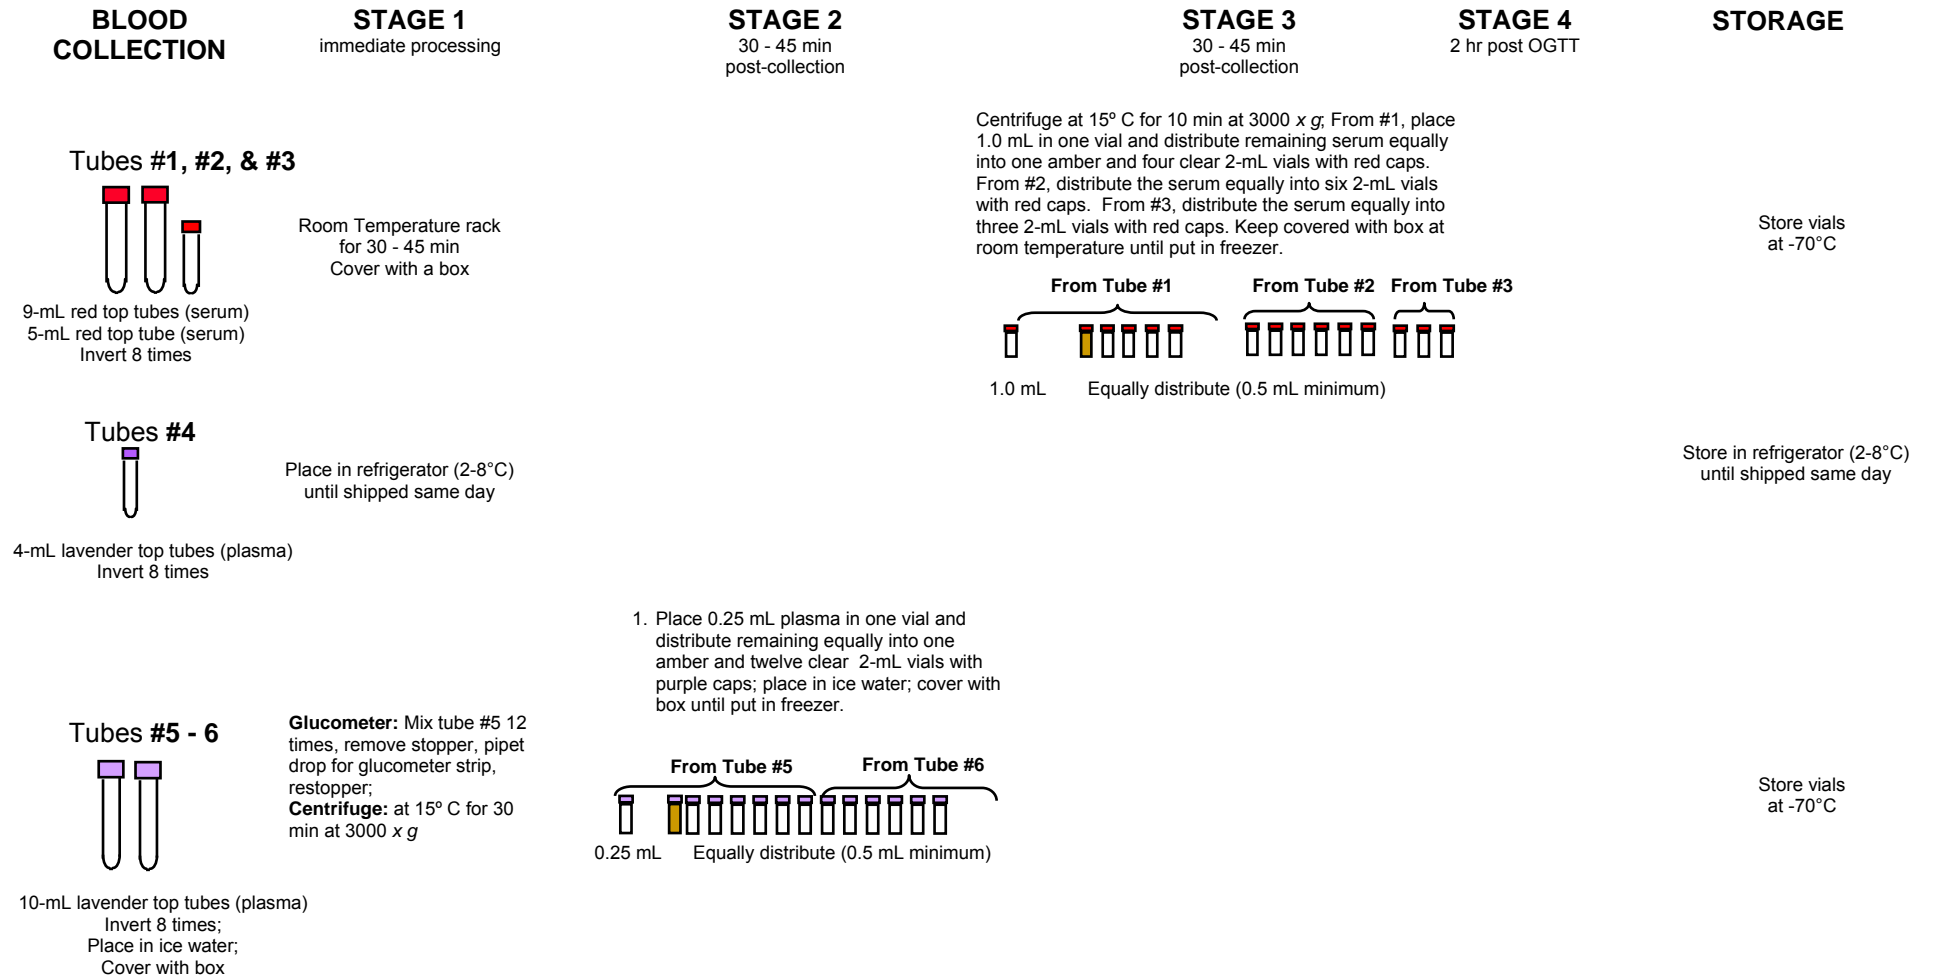 BLOOD
COLLECTION
STAGE 1
immediate processing
STAGE 2
30 - 45 min
post-collection
STAGE 3
30 - 45 min
post-collection
STAGE 4
2 hr post OGTT
STORAGE
Tubes #1, #2, & #3
9-mL red top tubes (serum)
5-mL red top tube (serum)
Invert 8 times
Room Temperature rack
for 30 - 45 min
Cover with a box
Centrifuge at 15º C for 10 min at 3000 x g; From #1, place
1.0 mL in one vial and distribute remaining serum equally
into one amber and four clear 2-mL vials with red caps.
From #2, distribute the serum equally into six 2-mL vials
with red caps. From #3, distribute the serum equally into
three 2-mL vials with red caps. Keep covered with box at
room temperature until put in freezer.
From Tube #1
From Tube #2
From Tube #3
1.0 mL
Equally distribute (0.5 mL minimum)
Store vials
at -70°C
Tubes #4
4-mL lavender top tubes (plasma)
Invert 8 times
Place in refrigerator (2-8°C)
until shipped same day
Store in refrigerator (2-8°C)
until shipped same day
Tubes #5 - 6
10-mL lavender top tubes (plasma)
Invert 8 times;
Place in ice water;
Cover with box
Glucometer: Mix tube #5 12
times, remove stopper, pipet
drop for glucometer strip,
restopper;
Centrifuge: at 15º C for 30
min at 3000 x g
1. Place 0.25 mL plasma in one vial and
distribute remaining equally into one
amber and twelve clear 2-mL vials with
purple caps; place in ice water; cover with
box until put in freezer.
From Tube #5
From Tube #6
0.25 mL
Equally distribute (0.5 mL minimum)
Store vials
at -70°C